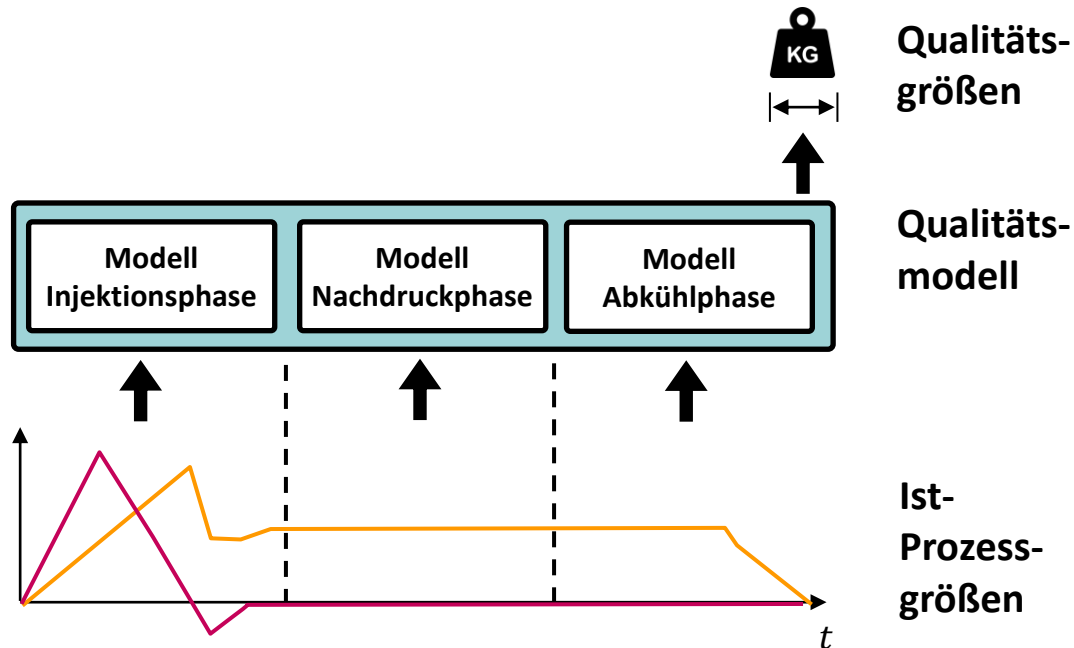 KG
Qualitäts-
größen
Modell
Injektionsphase
Modell
Nachdruckphase
Modell
Abkühlphase
Qualitäts-
modell
Ist-
Prozess-
größen
t